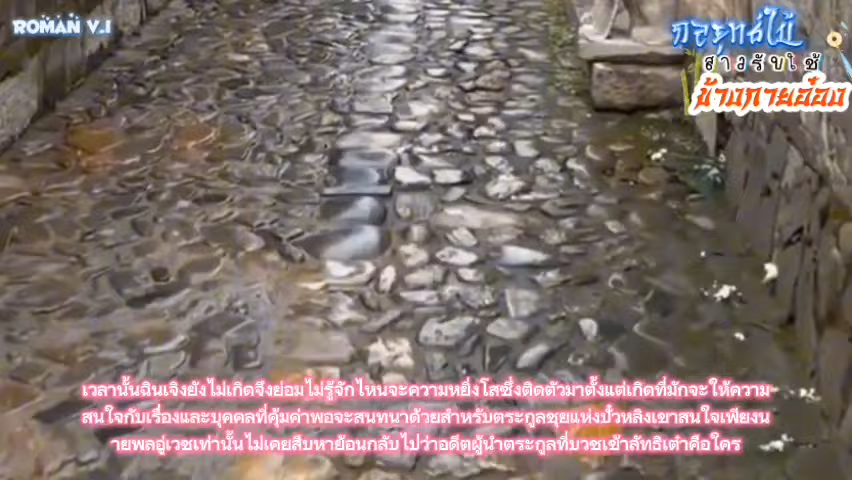 ROMAN V.I
กลยุทธ์ไป๋
สาวรับใช้
ข้างกายอ๋อง
เวลานั้นฉินเจิงยังไม่เกิดจึงย่อมไม่รู้จักไหนจะความหยิ่งโสซึ่งติดตัวมาตั้งแต่เกิดที่มักจะให้ความ
สนใจกับเรื่องและบุคคลที่คุ้มค่าพอจะสนทนาด้วยสำหรับตระกูลชุยแห่งป๋อหลิงเขาสนใจเพียงน
ายพลอู่เวยเท่านั้นไม่เคยสืบหาย้อนกลับไปว่าอดีตผู้นำตระกูลที่บวชเข้าลัทธิเต๋าคือใคร